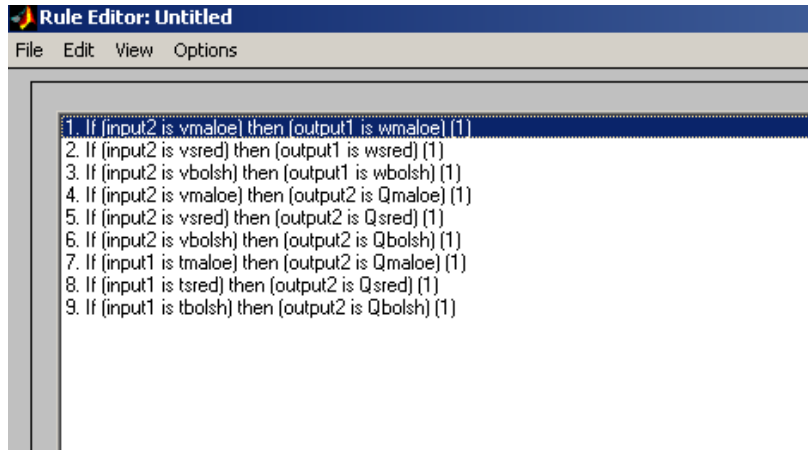 Rule Editor: Untitled
File Edit View Options
1. If (input2 is vmaloe) then (output1 is wmaloe) (1)
2. If (input2 is vsred) then (output1 is wsred) (1)
3. If (input2 is vbolsh) then (output1 is wbolsh) (1)
4. If (input2 is vmaloe) then (output2 is Qmaloe) (1)
5. If (input2 is vsred) then (output2 is Qsred) (1)
6. If (input2 is vbolsh) then (output2 is Qbolsh) (1)
7. If (input1 is tmaloe) then (output2 is Qmaloe) (1)
8. If (input1 is tsred) then (output2 is Qsred) (1)
9. If (input1 is tbolsh) then (output2 is Qbolsh) (1)